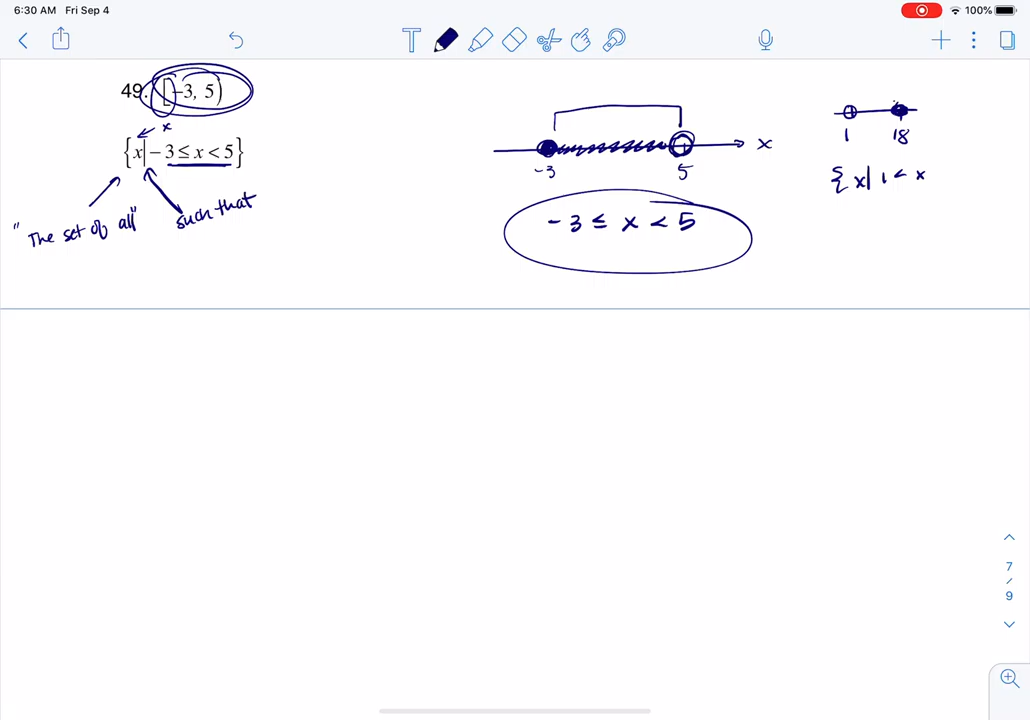 6:30 AM Fri Sep 4
100%
49. [-3, 5)
x
{x|-3≤x<5}
"The set of all"
such that
x
-3
5
-3 ≤ x < 5
1
18
{x| 1 < x
7
/
9